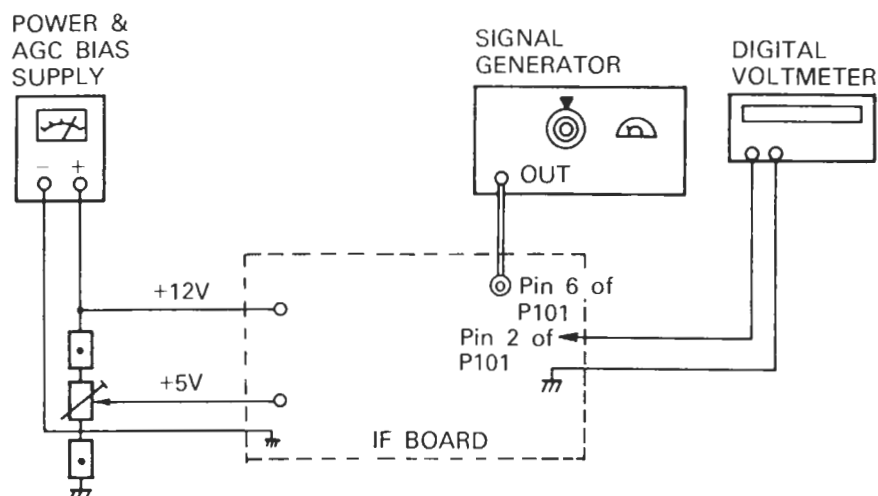 POWER &
AGC BIAS
SUPPLY
- +
SIGNAL
GENERATOR
OUT
DIGITAL
VOLTMETER
+12V
Pin 6 of
P101
Pin 2 of
P101
+5V
IF BOARD